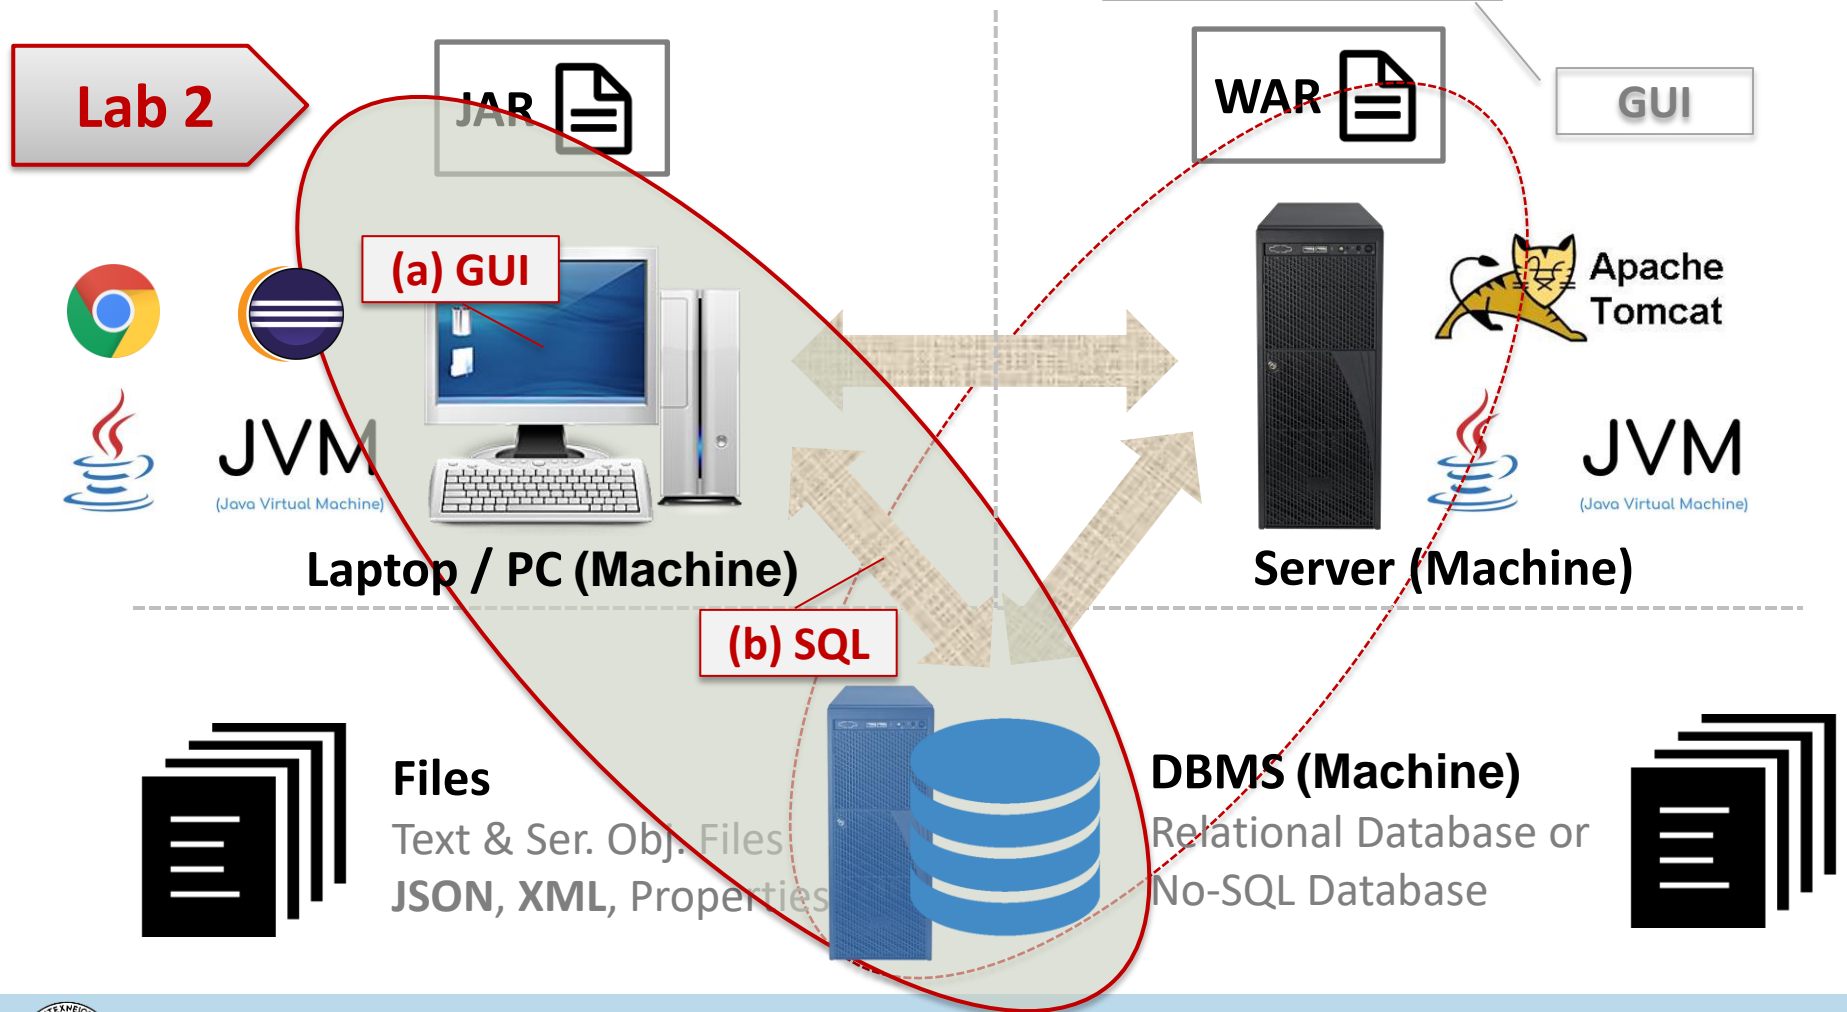 Lab 2
JAR
WAR
GUI
(a) GUI
Apache
Tomcat
JVM
(Java Virtual Machine)
JVM
(Java Virtual Machine)
Laptop / PC (Machine)
Server (Machine)
(b) SQL
Files
Text & Ser. Obj. Files
JSON, XML, Properties
DBMS (Machine)
Relational Database or
No-SQL Database